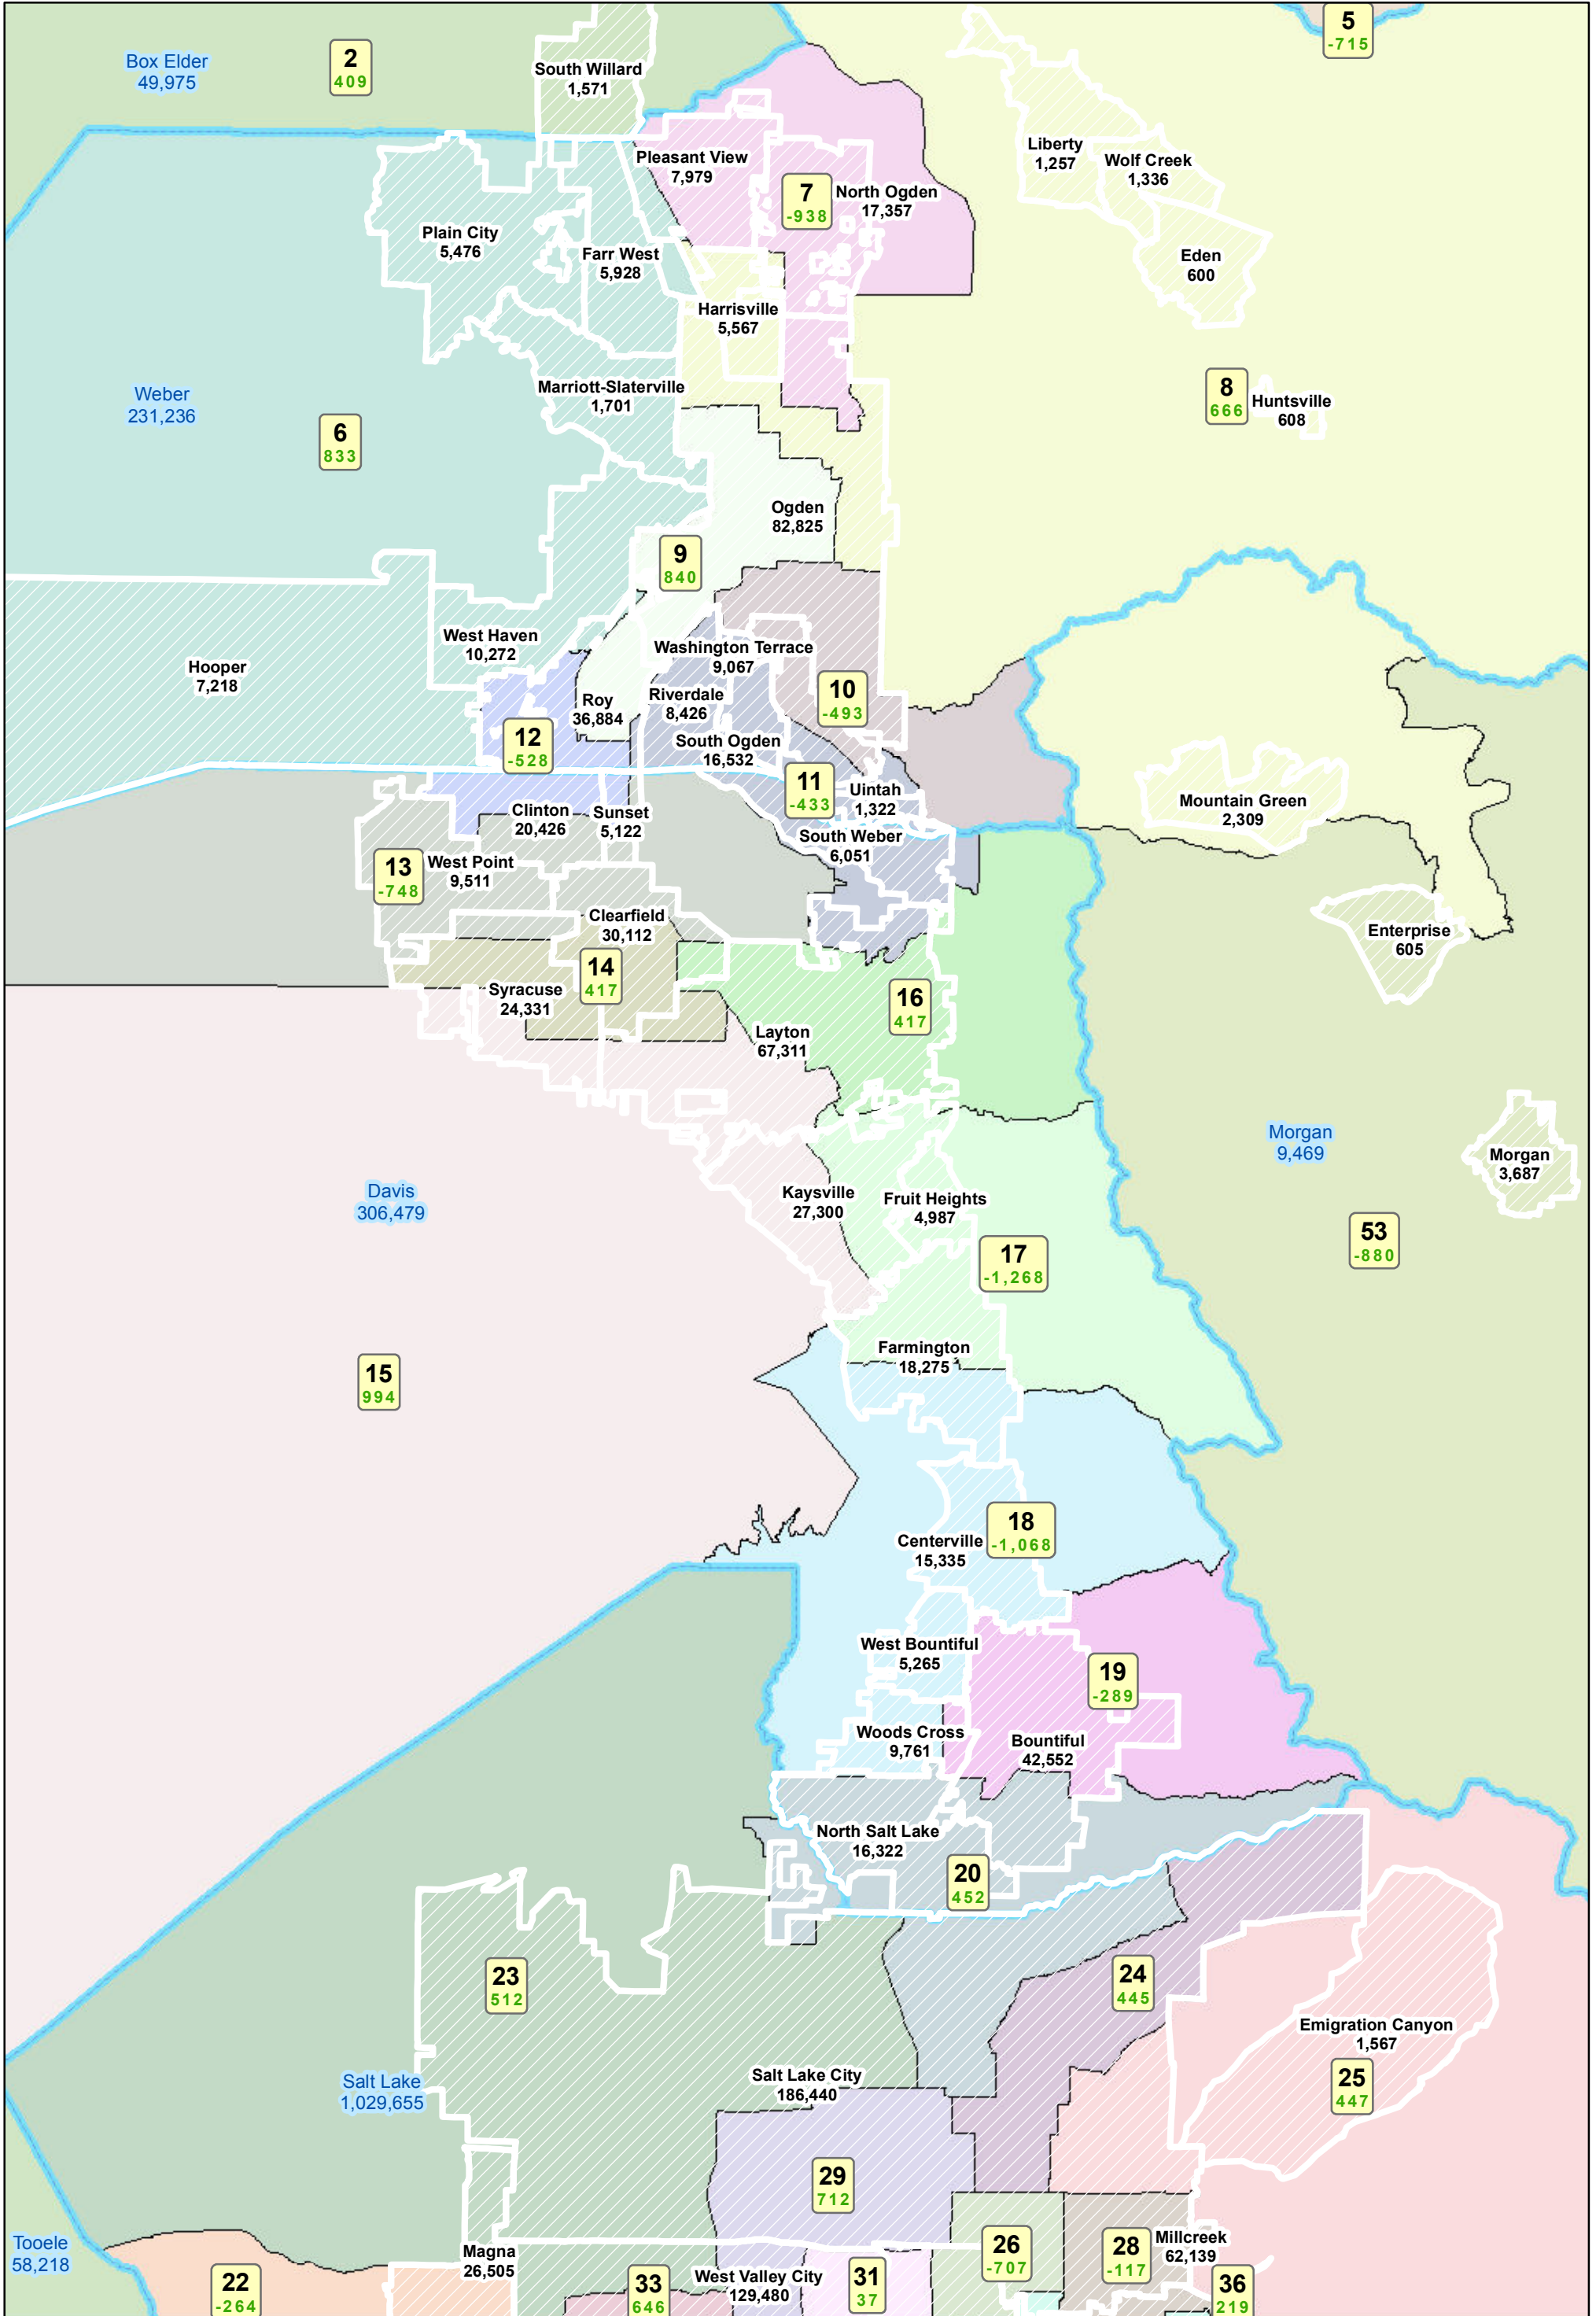 5
-715
Box Elder
49,975
2
409
South Willard
1,571
Liberty
1,257
Wolf Creek
1,336
Pleasant View
7,979
7
-938
North Ogden
17,357
Plain City
5,476
Farr West
5,928
Eden
600
Harrisville
5,567
Weber
231,236
Marriott-Slaterville
1,701
8
666
Huntsville
608
6
833
Ogden
82,825
9
840
West Haven
10,272
Washington Terrace
9,067
Hooper
7,218
Roy
36,884
Riverdale
8,426
10
-493
12
-528
South Ogden
16,532
11
-433
Uintah
1,322
Mountain Green
2,309
Clinton
20,426
Sunset
5,122
South Weber
6,051
13
-748
West Point
9,511
Clearfield
30,112
Enterprise
605
14
417
Syracuse
24,331
16
417
Layton
67,311
Morgan
9,469
Morgan
3,687
Davis
306,479
Kaysville
27,300
Fruit Heights
4,987
53
-880
17
-1,268
Farmington
18,275
15
994
18
-1,068
Centerville
15,335
West Bountiful
5,265
19
-289
Woods Cross
9,761
Bountiful
42,552
North Salt Lake
16,322
20
452
23
512
24
445
Emigration Canyon
1,567
Salt Lake
1,029,655
Salt Lake City
186,440
25
447
29
712
Tooele
58,218
Magna
26,505
26
-707
28
-117
Millcreek
62,139
22
-264
33
646
West Valley City
129,480
31
37
36
219